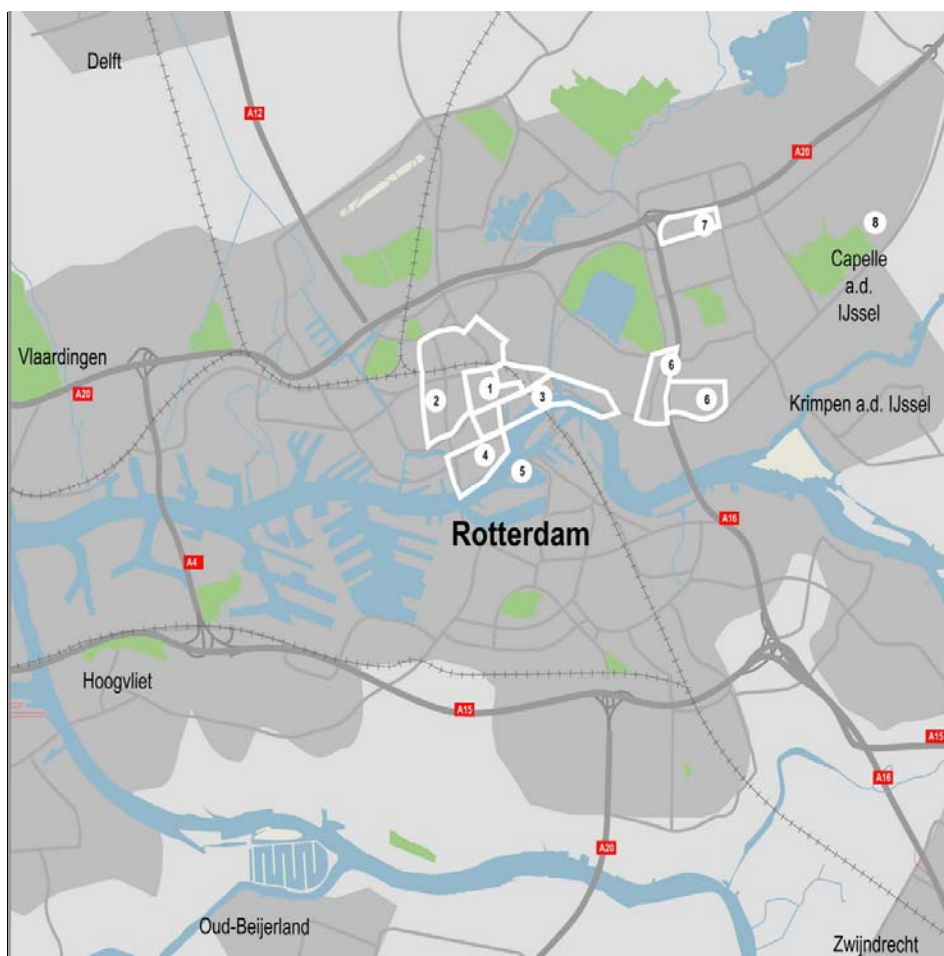 Delft
A12
A20
7
8
Capelle
a.d.
IJssel
Vlaardingen
A20
1
2
3
6
6
Krimpen a.d. IJssel
4
5
A16
Rotterdam
A4
Hoogvliet
A15
A15
A16
A20
Oud-Beijerland
Zwijndrecht